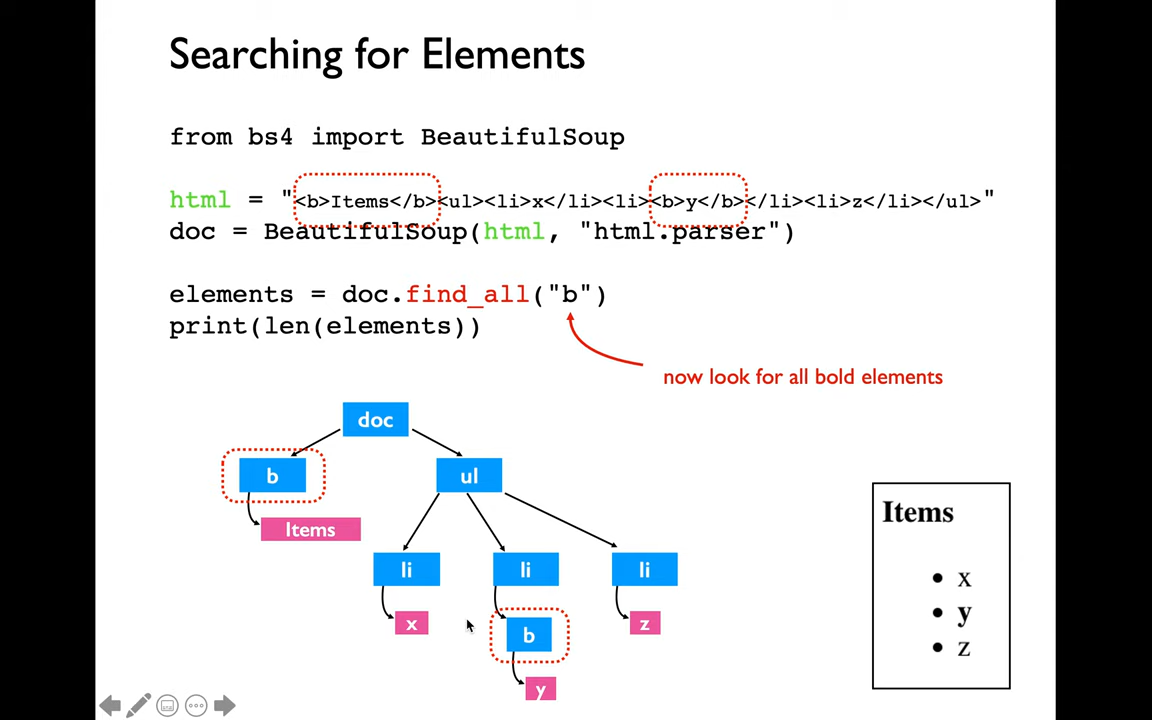 Searching for Elements
from bs4 import BeautifulSoup
html = "<b>Items</b><ul><li>x</li><li><b>y</b></li><li>z</li></ul>"
doc = BeautifulSoup(html, "html.parser")
elements = doc.find_all("b")
print(len(elements))
now look for all bold elements
doc
b
ul
Items
li
li
li
x
b
z
y
Items
• x
• y
• z